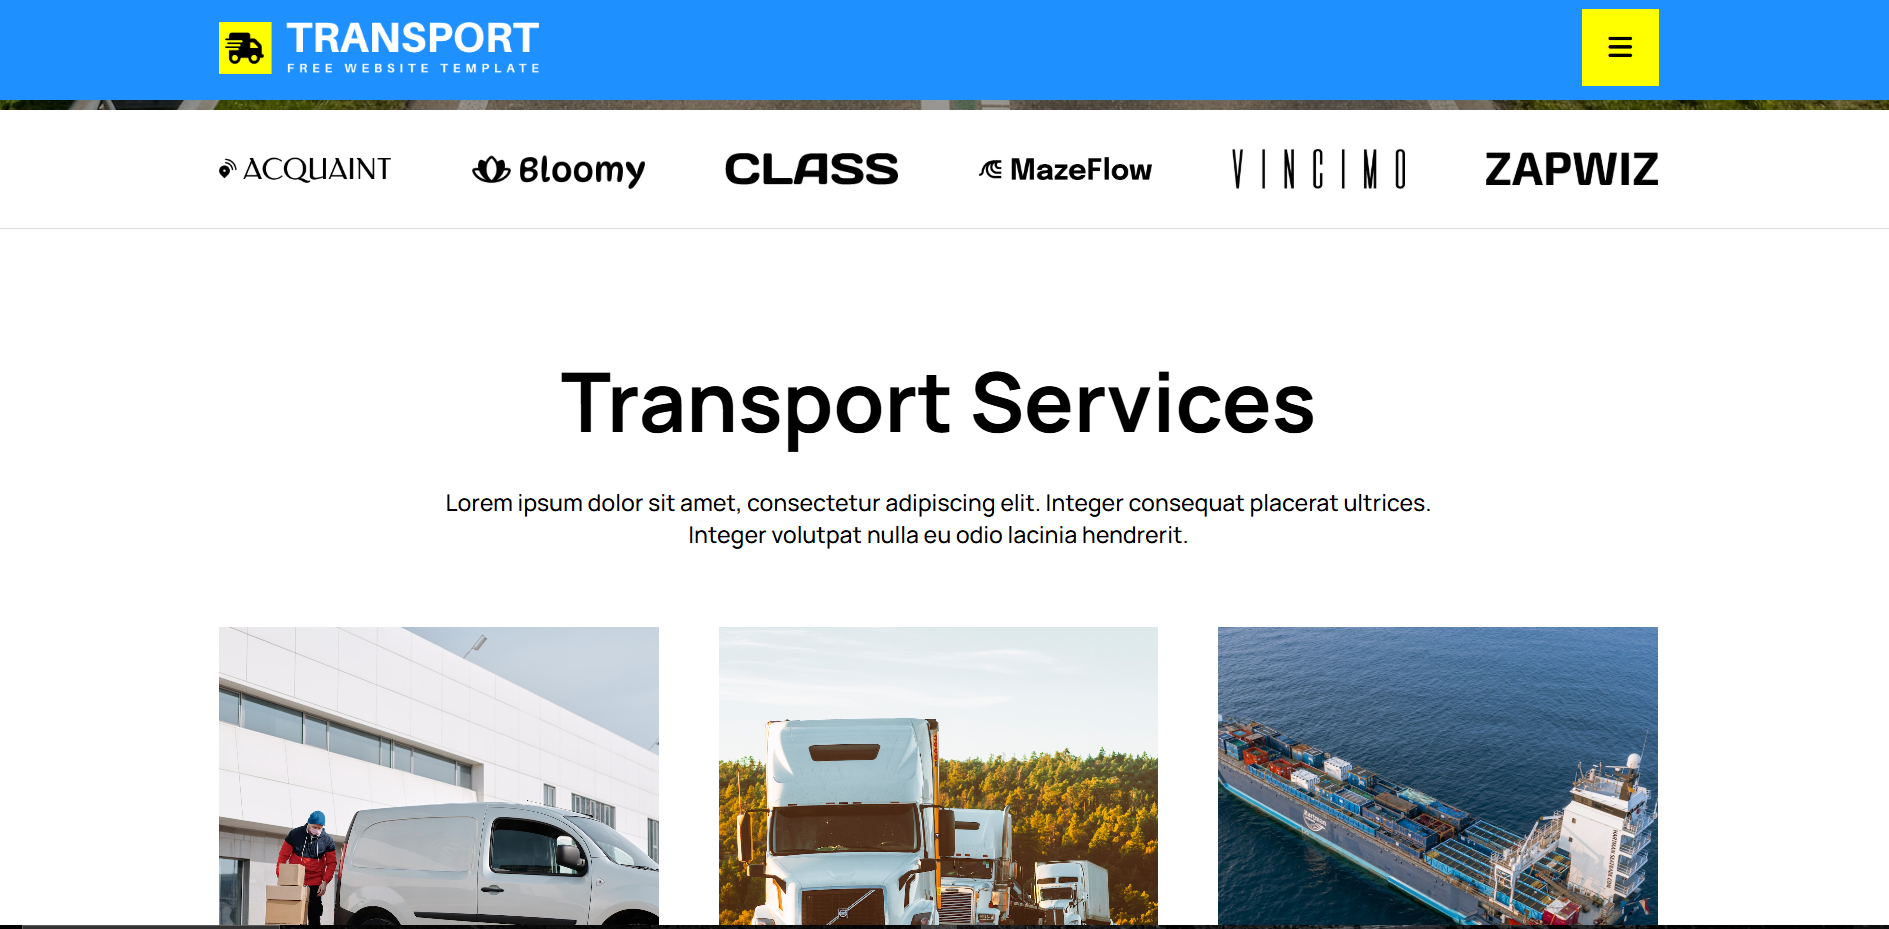 TRANSPORT
FREE WEBSITE TEMPLATE
ACQUAINT
Bloomy
CLASS
MazeFlow
VINCIMO
ZAPWIZ
Transport Services
Lorem ipsum dolor sit amet, consectetur adipiscing elit. Integer consequat placerat ultrices.
Integer volutpat nulla eu odio lacinia hendrerit.